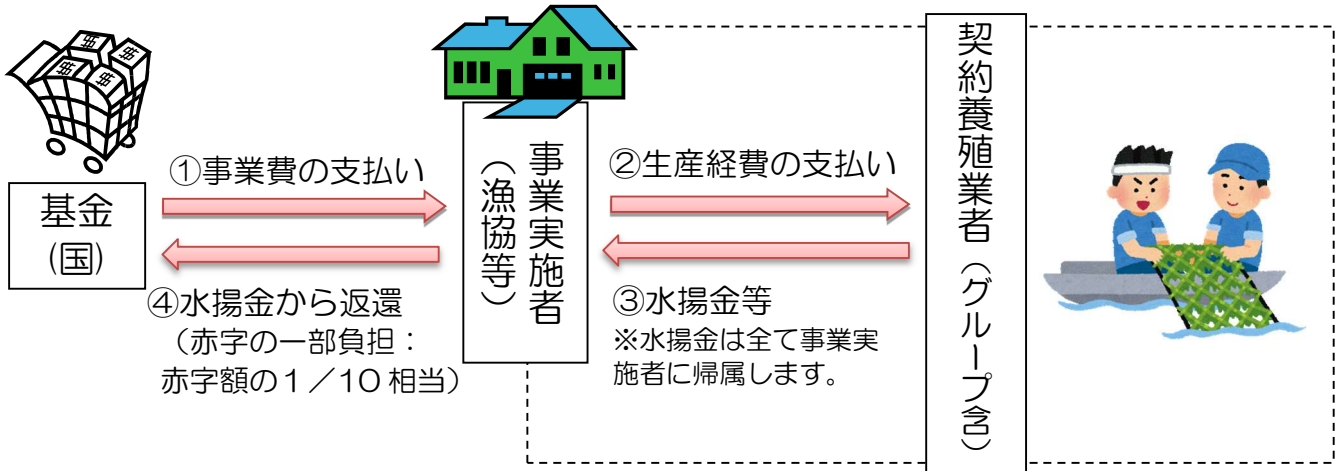 基金
(国)
①事業費の支払い
④水揚金から返還
（赤字の一部負担：
赤字額の１／10 相当）
事業実施者
（漁協等）
②生産経費の支払い
③水揚金等
※水揚金は全て事業実
施者に帰属します。
契約養殖業者（グループ含）